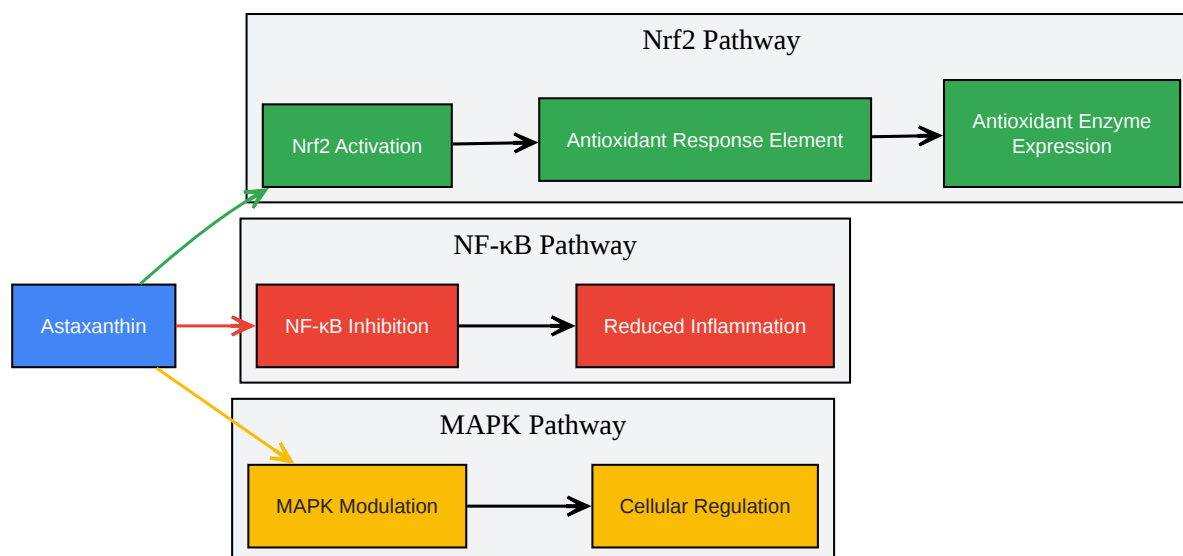 Nrf2 Pathway
Nrf2 Activation
Antioxidant Response Element
Antioxidant Enzyme
Expression
NF-κB Pathway
Astaxanthin
NF-κB Inhibition
Reduced Inflammation
MAPK Pathway
MAPK Modulation
Cellular Regulation